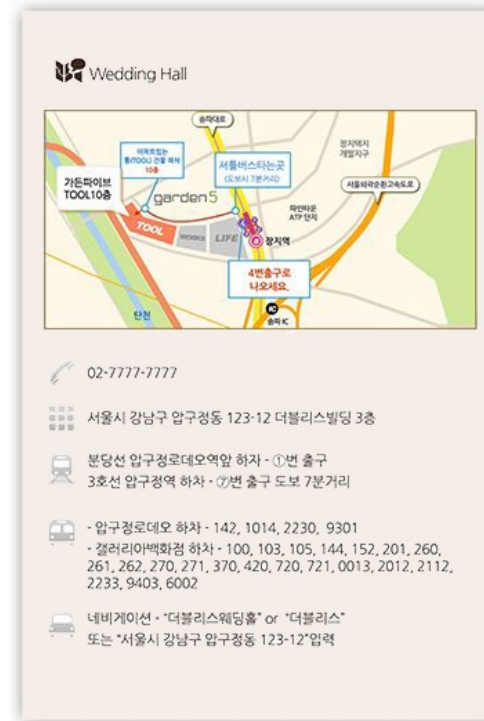 Wedding Hall
송파대로
이마트있는
툴(TOOL) 건물 하차
10층
셔틀버스타는곳
(도보시 7분거리)
장지택지
개발지구
가든파이브
TOOL10층
garden5
서울외곽순환고속도로
파인타운
ATP 단지
TOOL
WORKS
LIFE
장지역
4번출구로
나오세요.
탄천
IC
송파 IC
02-7777-7777
서울시 강남구 압구정동 123-12 더블리스빌딩 3층
분당선 압구정로데오역앞 하자 - ①번 출구
3호선 압구정역 하차 - ⑦번 출구 도보 7분거리
- 압구정로데오 하차 - 142, 1014, 2230, 9301
- 갤러리아백화점 하차 - 100, 103, 105, 144, 152, 201, 260,
261, 262, 270, 271, 370, 420, 720, 721, 0013, 2012, 2112,
2233, 9403, 6002
네비게이션 - "더블리스웨딩홀" or "더블리스"
또는 "서울시 강남구 압구정동 123-12"입력